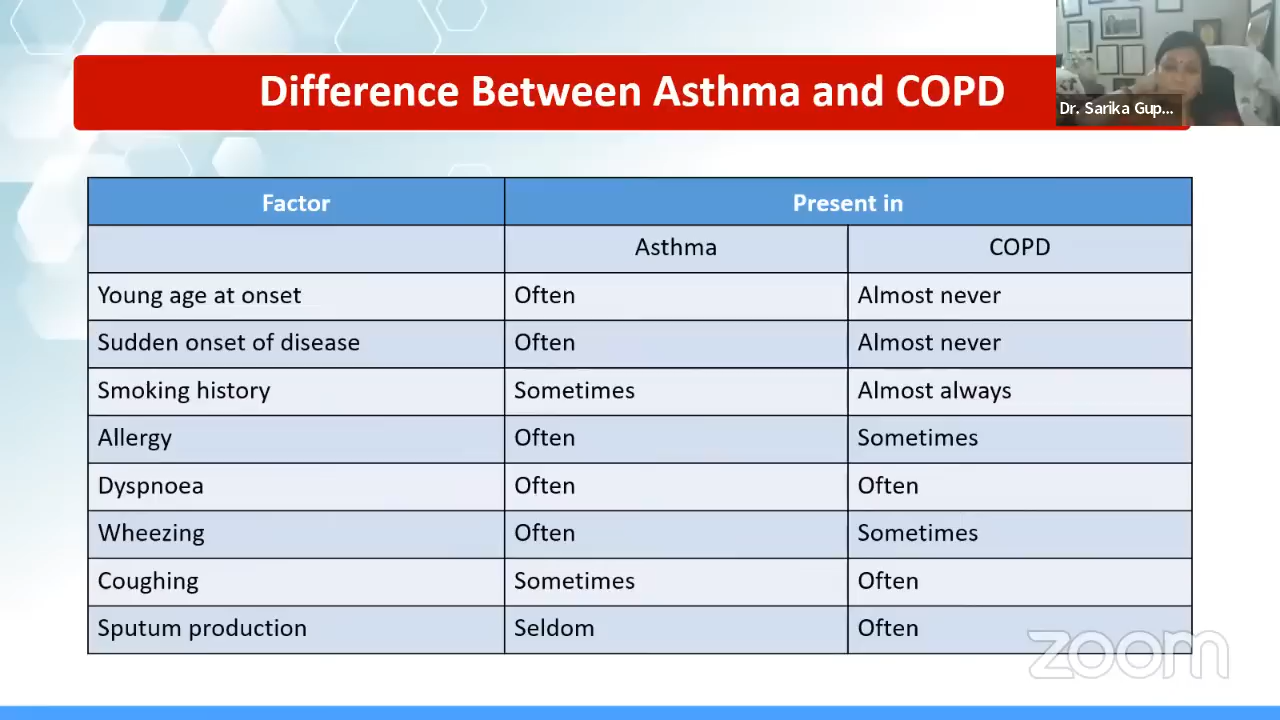 Difference Between Asthma and COPD
Dr. Sarika Gup...
Factor Present in
Asthma COPD
Young age at onset Often Almost never
Sudden onset of disease Often Almost never
Smoking history Sometimes Almost always
Allergy Often Sometimes
Dyspnoea Often Often
Wheezing Often Sometimes
Coughing Sometimes Often
Sputum production Seldom Often
zoom